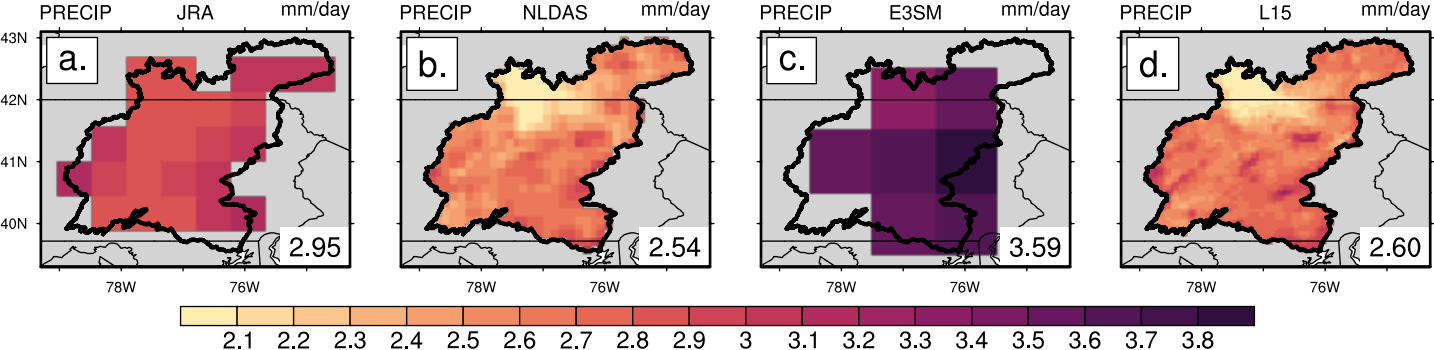 PRECIP JRA mm/day
PRECIP NLDAS mm/day
PRECIP E3SM mm/day
PRECIP L15 mm/day
43N
42N
41N
40N
a.
b.
c.
d.
2.95
2.54
3.59
2.60
78W 76W
78W 76W
78W 76W
78W 76W
2.1 2.2 2.3 2.4 2.5 2.6 2.7 2.8 2.9 3 3.1 3.2 3.3 3.4 3.5 3.6 3.7 3.8